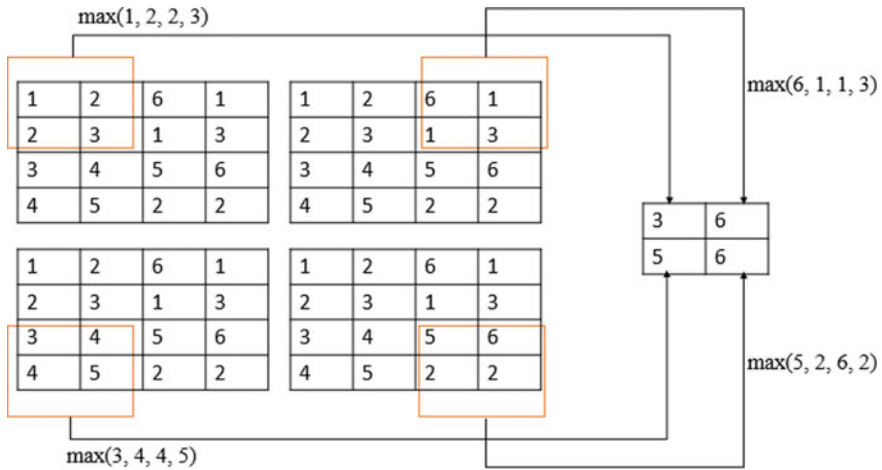 max(1, 2, 2, 3)
1 2 6 1
2 3 1 3
3 4 5 6
4 5 2 2
1 2 6 1
2 3 1 3
3 4 5 6
4 5 2 2
max(6, 1, 1, 3)
3 6
5 6
1 2 6 1
2 3 1 3
3 4 5 6
4 5 2 2
1 2 6 1
2 3 1 3
3 4 5 6
4 5 2 2
max(5, 2, 6, 2)
max(3, 4, 4, 5)